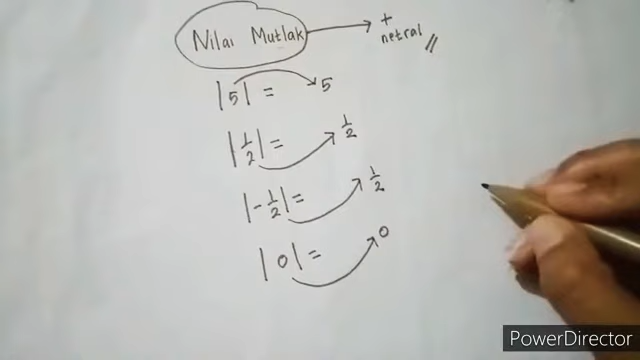 Nilai Mutlak → +
netral //
|5| = 5
|1/2| = 1/2
|-1/2| = 1/2
|0| = 0
PowerDirector